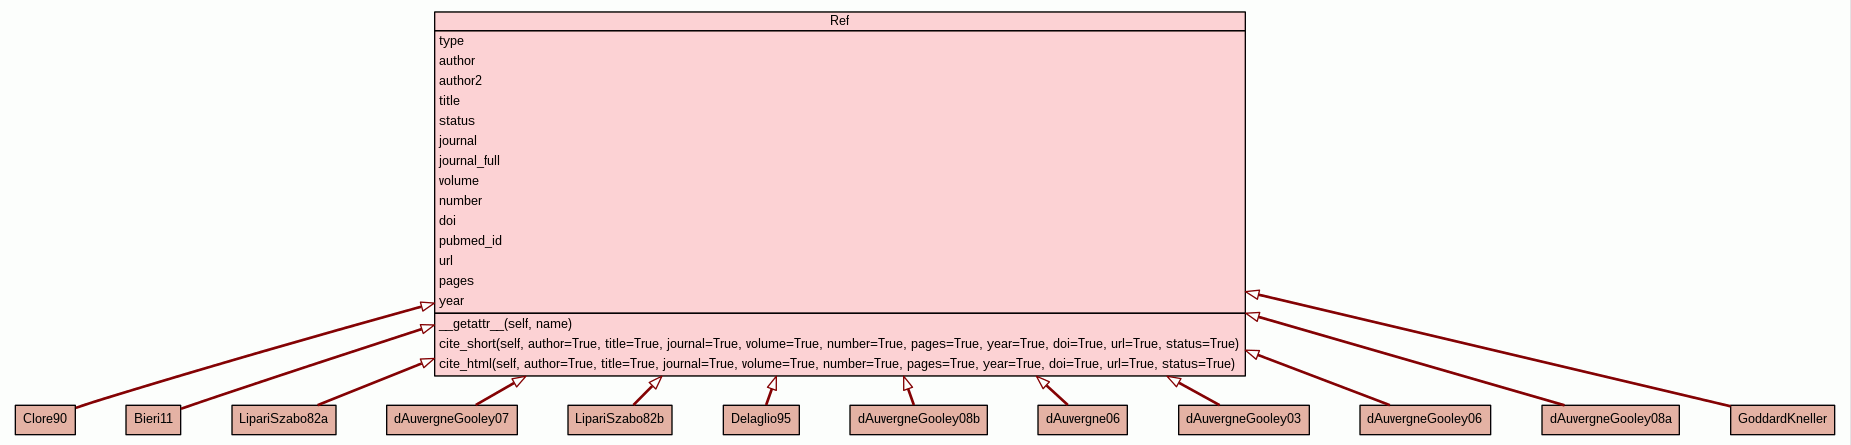 Ref
type
author
author2
title
status
journal
journal_full
volume
number
doi
pubmed_id
url
pages
year
__getattr__(self, name)
cite_short(self, author=True, title=True, journal=True, volume=True, number=True, pages=True, year=True, doi=True, url=True, status=True)
cite_html(self, author=True, title=True, journal=True, volume=True, number=True, pages=True, year=True, doi=True, url=True, status=True)
Clore90
Bieri11
LipariSzabo82a
dAuvergneGooley07
LipariSzabo82b
Delaglio95
dAuvergneGooley08b
dAuvergne06
dAuvergneGooley03
dAuvergneGooley06
dAuvergneGooley08a
GoddardKneller